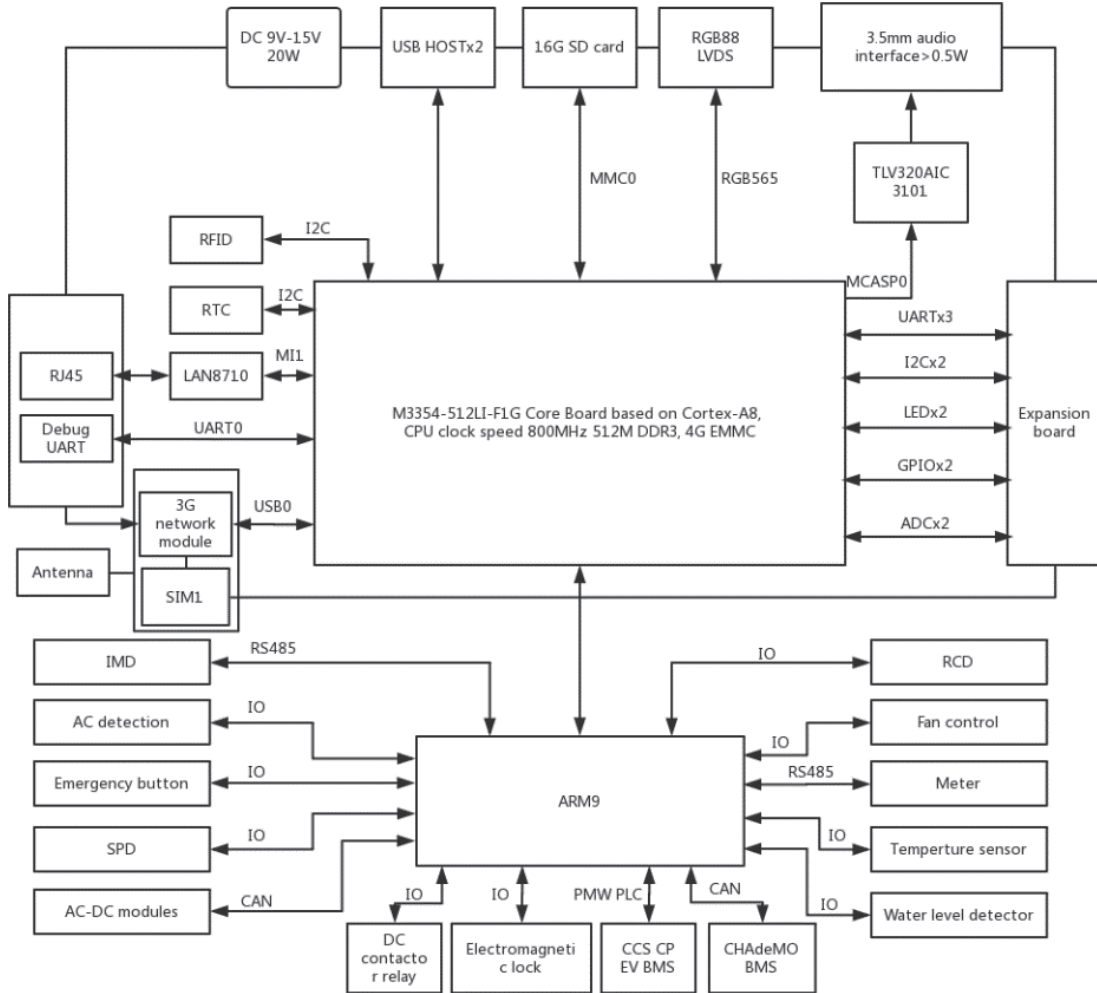 DC 9V-15V
20W
USB HOSTx2
16G SD card
RGB88
LVDS
3.5mm audio
interface>0.5W
MMC0
RGB565
TLV320AIC
3101
RFID
I2C
RTC
I2C
MCASP0
RJ45
LAN8710
MI1
Debug
UART
UART0
M3354-512LI-F1G Core Board based on Cortex-A8,
CPU clock speed 800MHz 512M DDR3, 4G EMMC
UARTx3
I2Cx2
LEDx2
GPIOx2
ADCx2
Expansion
board
3G
network
module
USB0
Antenna
SIM1
IMD
RS485
IO
RCD
AC detection
IO
IO
Fan control
Emergency button
IO
ARM9
RS485
Meter
SPD
IO
IO
Temperture sensor
AC-DC modules
CAN
IO
Water level detector
IO
IO
PMW PLC
CAN
DC
contacto
r relay
Electromagneti
c lock
CCS CP
EV BMS
CHAdeMO
BMS